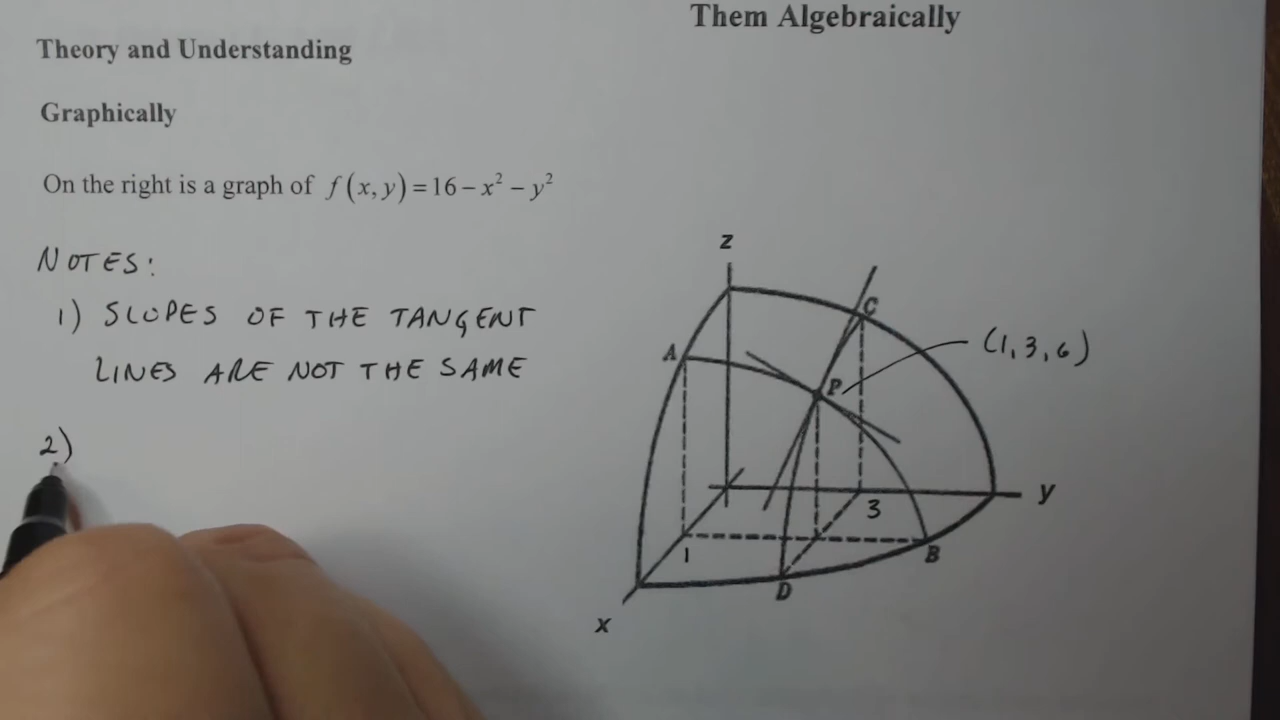 Them Algebraically
Theory and Understanding
Graphically
On the right is a graph of f(x, y) = 16 − x² − y²
NOTES:
1) SLOPES OF THE TANGENT
LINES ARE NOT THE SAME
2)
z
C
A
P
(1, 3, 6)
y
3
1
B
D
x